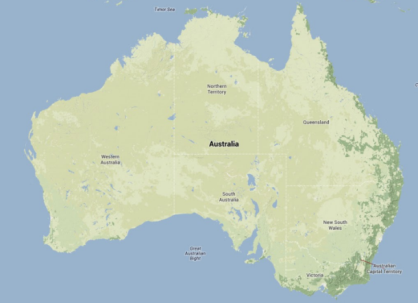 Timor Sea
Northern
Territory
Queensland
Australia
Western
Australia
South
Australia
New South
Wales
Great
Australian
Bight
Australian
Capital Territory
Victoria